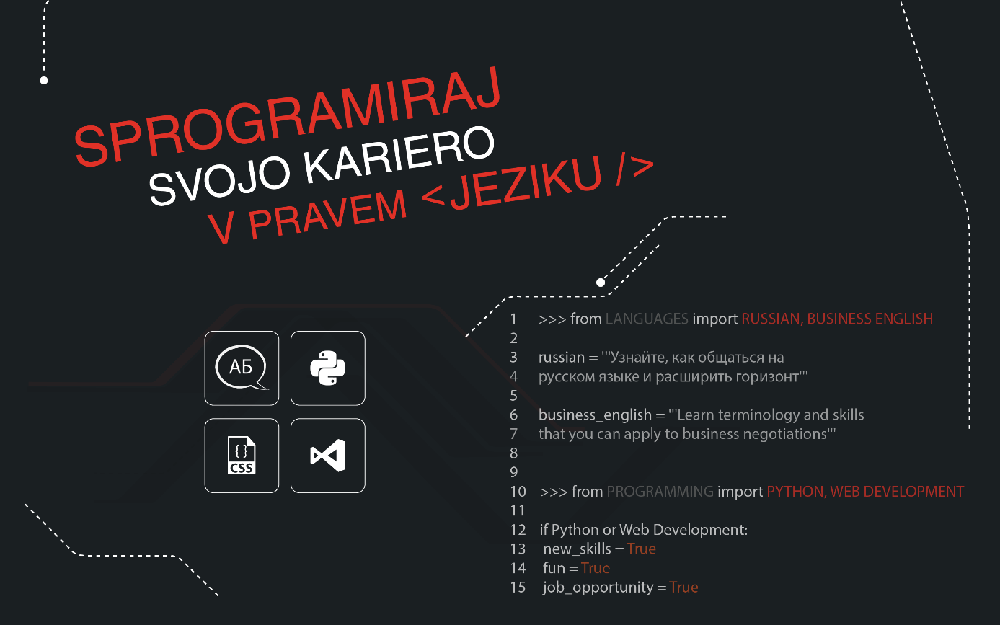 SPROGRAMIRAJ
SVOJO KARIERO
V PRAVEM <JEZIKU />
АБ
{ }
CSS
1 >>> from LANGUAGES import RUSSIAN, BUSINESS ENGLISH
2
3 russian = '''Узнайте, как общаться на
4 русском языке и расширить горизонт'''
5
6 business_english = '''Learn terminology and skills
7 that you can apply to business negotiations'''
8
9
10 >>> from PROGRAMMING import PYTHON, WEB DEVELOPMENT
11
12 if Python or Web Development:
13 new_skills = True
14 fun = True
15 job_opportunity = True